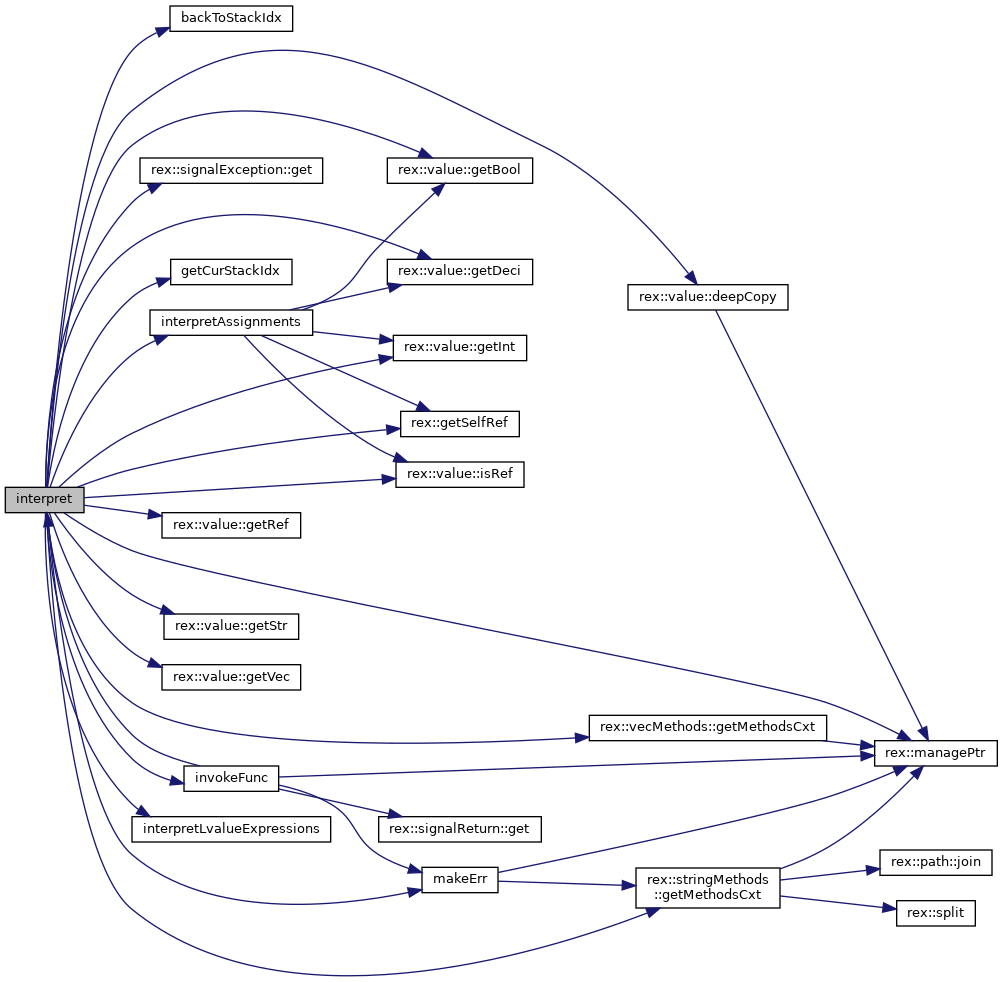 backToStackIdx
rex::signalException::get
rex::value::getBool
getCurStackIdx
rex::value::getDeci
rex::value::deepCopy
interpretAssignments
rex::value::getInt
rex::getSelfRef
rex::value::isRef
interpret
rex::value::getRef
rex::value::getStr
rex::value::getVec
rex::vecMethods::getMethodsCxt
rex::managePtr
invokeFunc
interpretLvalueExpressions
rex::signalReturn::get
rex::path::join
makeErr
rex::stringMethods
::getMethodsCxt
rex::split